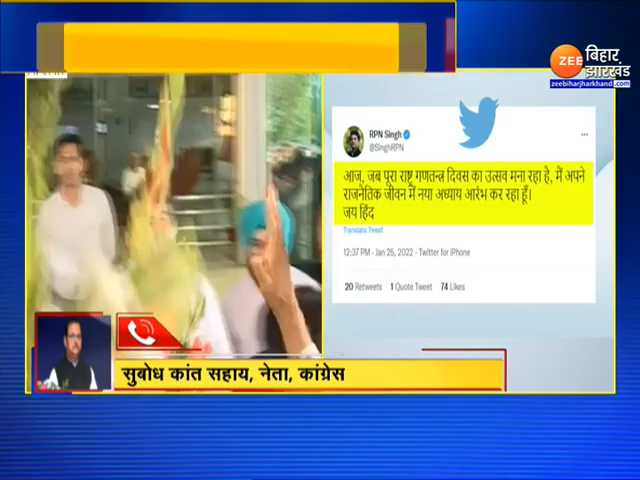 ZEE
बिहार
झारखंड
zeebiharjharkhand.com
RPN Singh
@SinghRPN
आज, जब पूरा राष्ट्र गणतन्त्र दिवस का उत्सव मना रहा है, मैं अपने
राजनैतिक जीवन में नया अध्याय आरंभ कर रहा हूँ।
जय हिंद
Translate Tweet
12:37 PM · Jan 25, 2022 · Twitter for iPhone
20 Retweets 1 Quote Tweet 74 Likes
सुबोध कांत सहाय, नेता, कांग्रेस